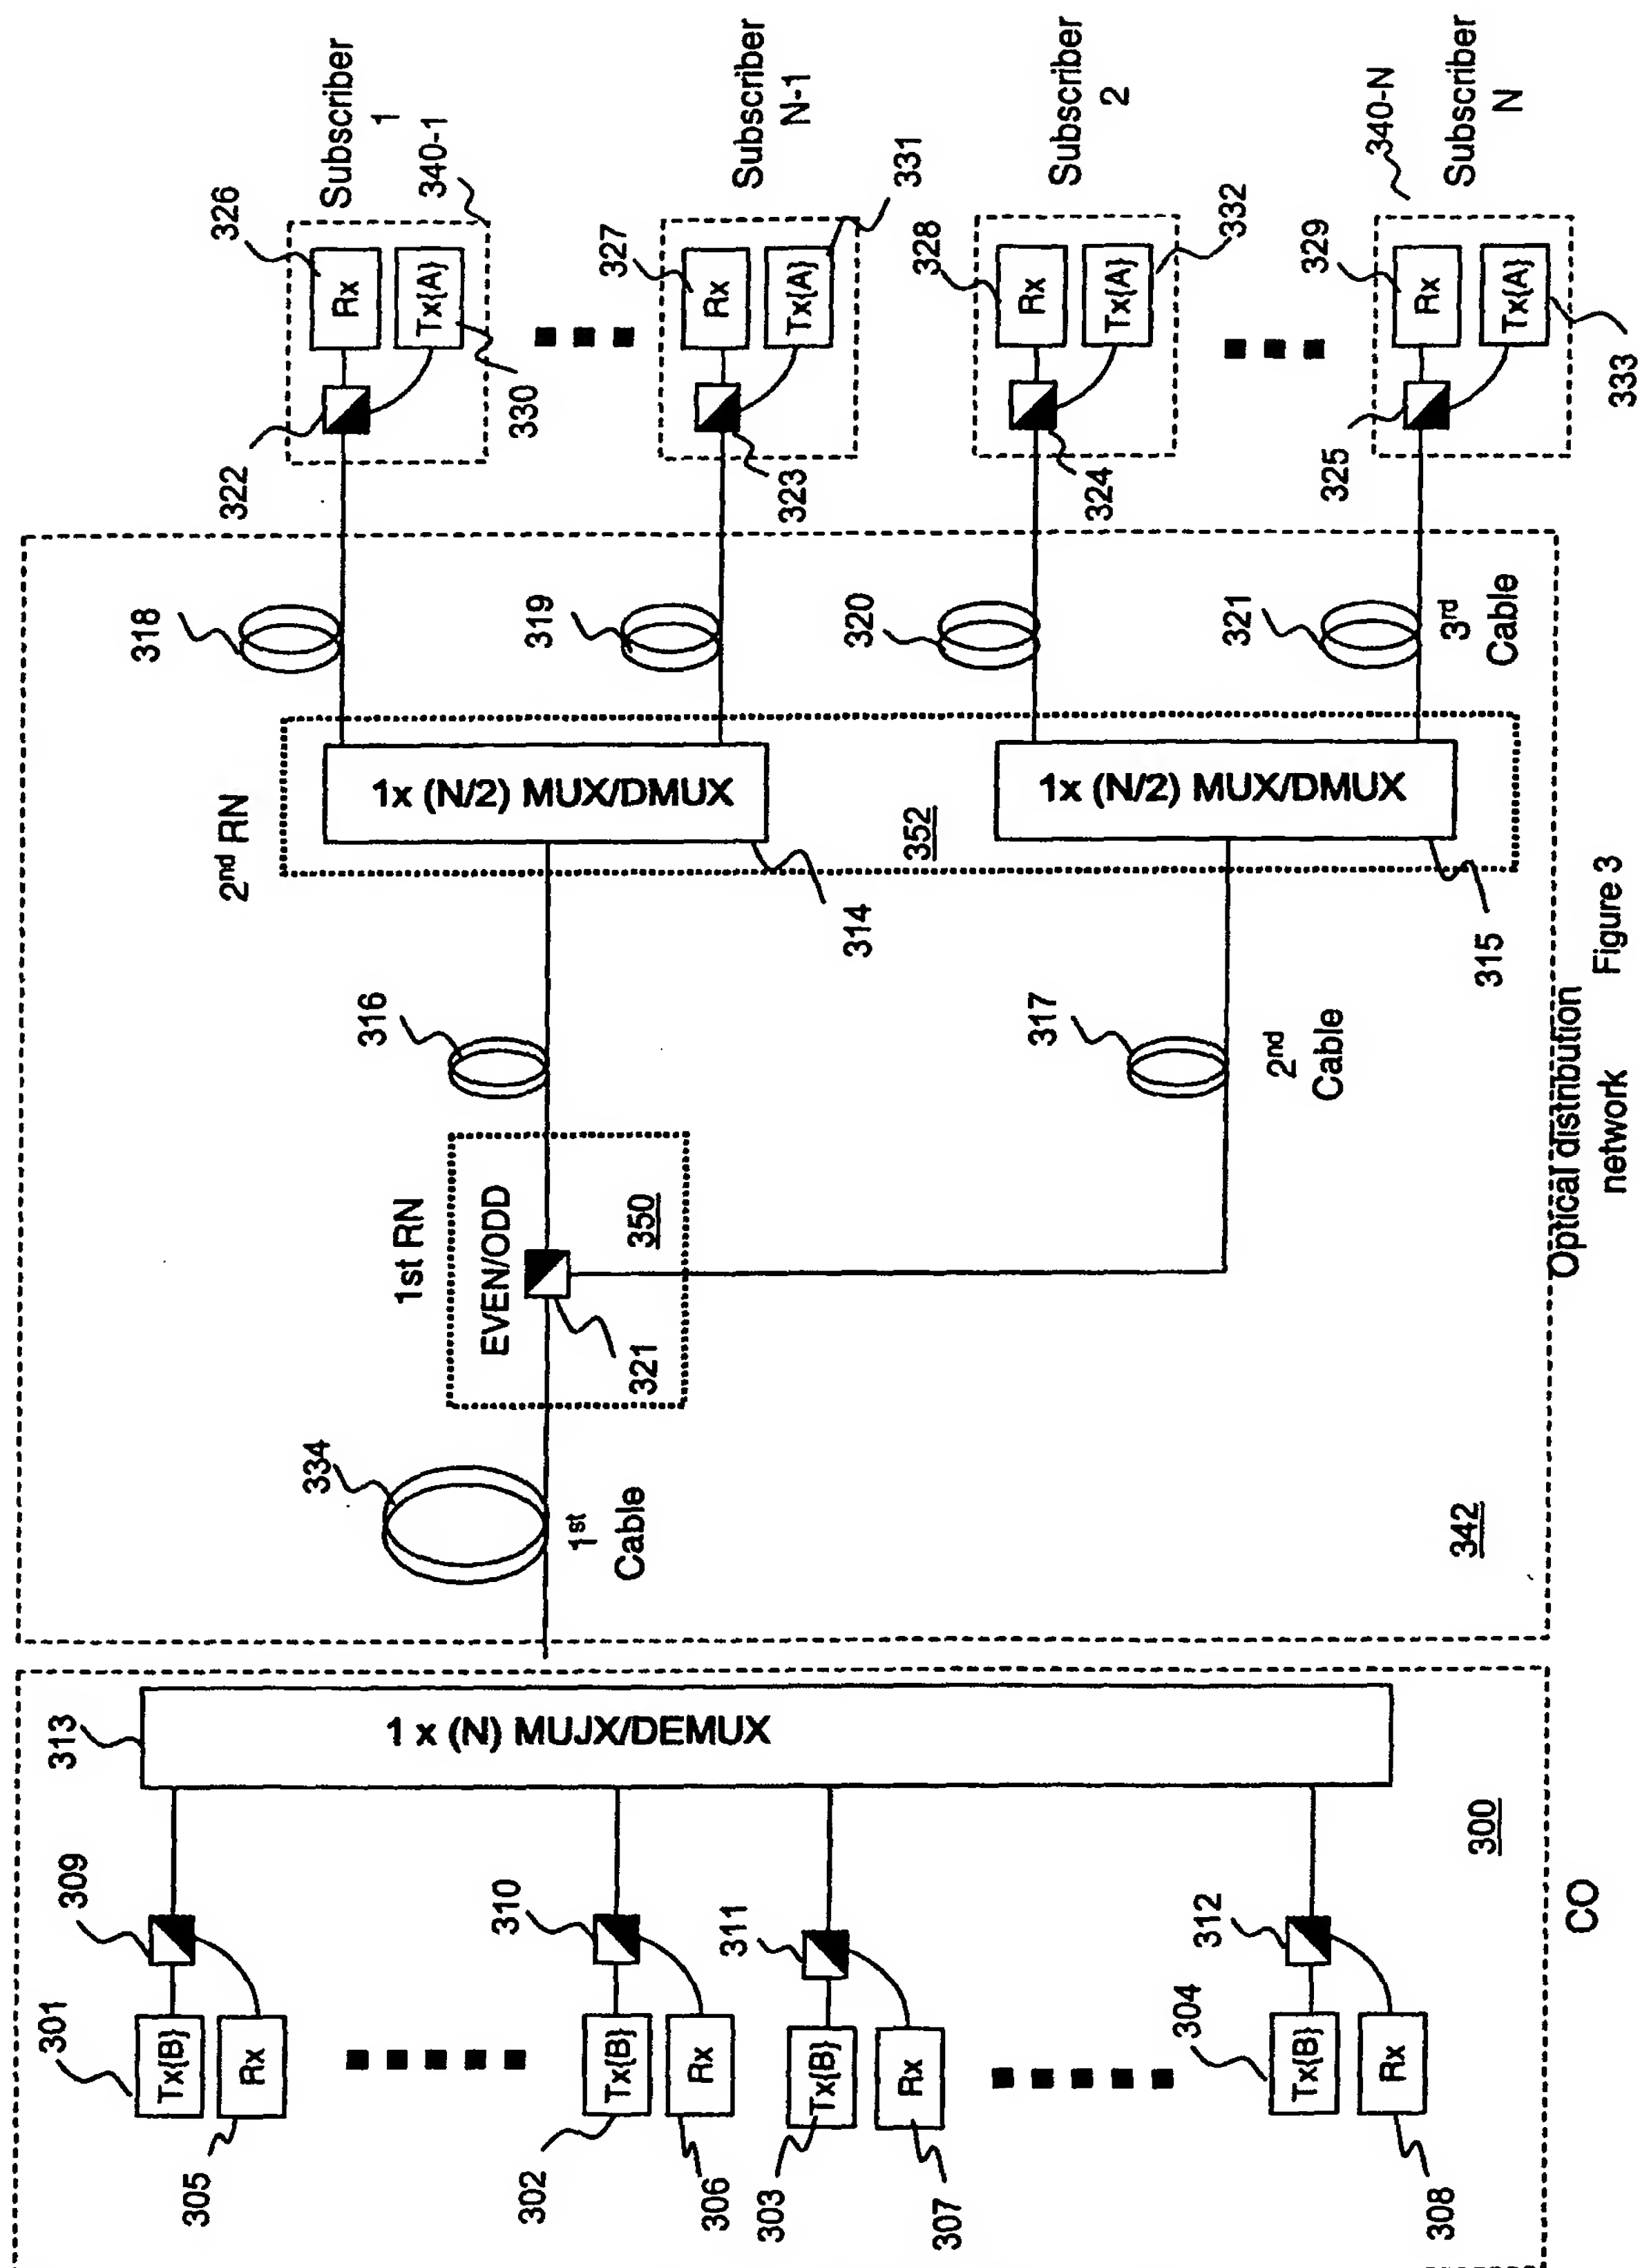 301
Tx{B}
305
Rx
309
302
Tx{B}
306
Rx
310
303
Tx{B}
307
Rx
311
304
Tx{B}
308
Rx
312
313
1 x (N) MUJX/DEMUX
300
CO
334
1st
Cable
342
1st RN
EVEN/ODD
321
350
316
317
2nd
Cable
Optical distribution
network
2nd RN
1x (N/2) MUX/DMUX
314
352
1x (N/2) MUX/DMUX
315
318
319
320
321
3rd
Cable
322
326
Rx
Tx{A}
330
Subscriber
1
340-1
323
327
Rx
Tx{A}
331
Subscriber
N-1
324
328
Rx
Tx{A}
332
Subscriber
2
325
329
Rx
Tx{A}
333
340-N
Subscriber
N
Figure 3